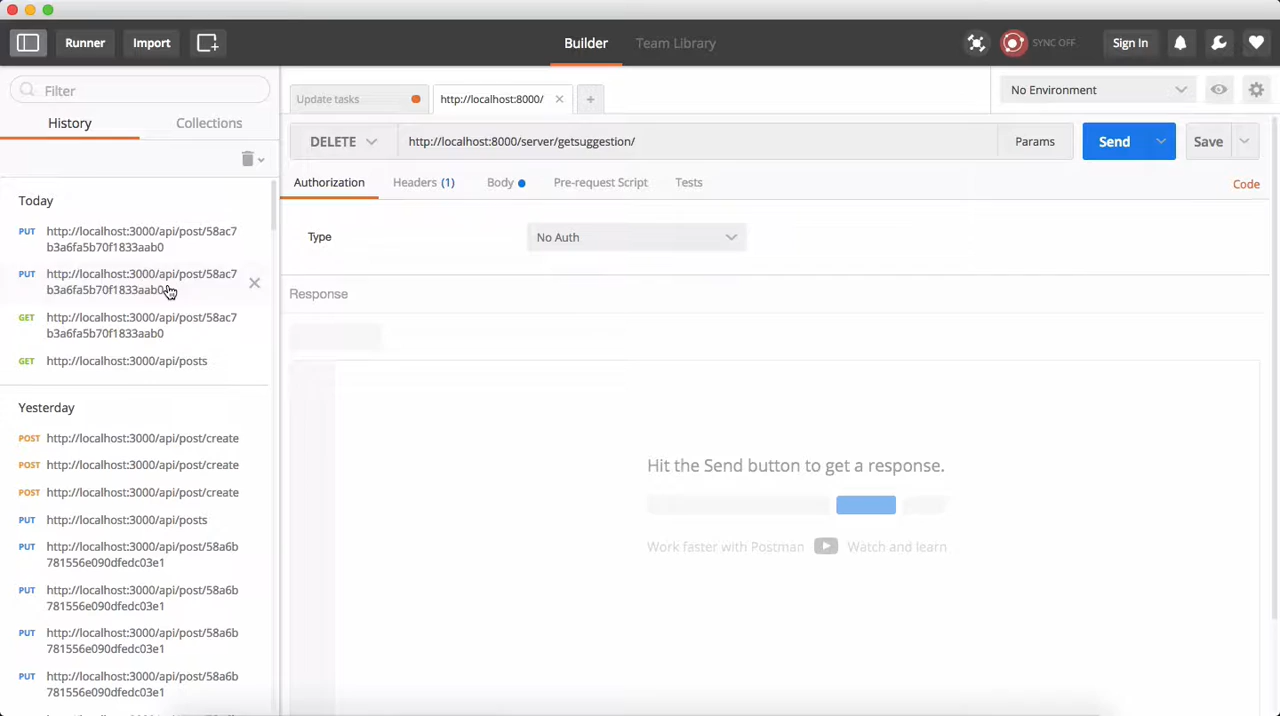 Runner
Import
Builder
Team Library
SYNC OFF
Sign In
Filter
History
Collections
Today
PUT http://localhost:3000/api/post/58ac7
b3a6fa5b70f1833aab0
PUT http://localhost:3000/api/post/58ac7
b3a6fa5b70f1833aab0
GET http://localhost:3000/api/post/58ac7
b3a6fa5b70f1833aab0
GET http://localhost:3000/api/posts
Yesterday
POST http://localhost:3000/api/post/create
POST http://localhost:3000/api/post/create
POST http://localhost:3000/api/post/create
PUT http://localhost:3000/api/posts
PUT http://localhost:3000/api/post/58a6b
781556e090dfedc03e1
PUT http://localhost:3000/api/post/58a6b
781556e090dfedc03e1
PUT http://localhost:3000/api/post/58a6b
781556e090dfedc03e1
PUT http://localhost:3000/api/post/58a6b
781556e090dfedc03e1
Update tasks
http://localhost:8000/
No Environment
DELETE
http://localhost:8000/server/getsuggestion/
Params
Send
Save
Authorization
Headers (1)
Body
Pre-request Script
Tests
Code
Type
No Auth
Response
Hit the Send button to get a response.
Work faster with Postman
Watch and learn